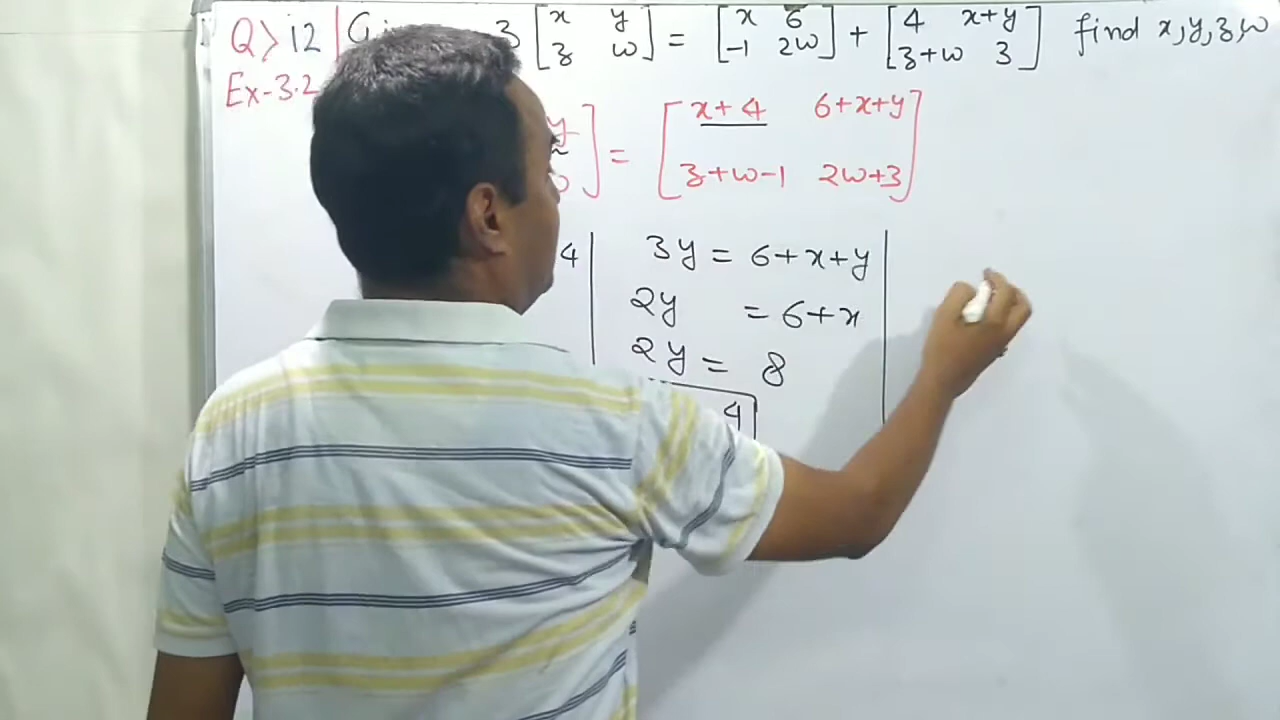 Q> 12 3 [x y z w] = [x 6 -1 2w] + [4 x+y z+w 3] find x,y,z,w
Ex-3.2
y ] = [x+4 6+x+y
z+w-1 2w+3]
4 | 3y = 6+x+y |
2y = 6+x
2y = 8
4